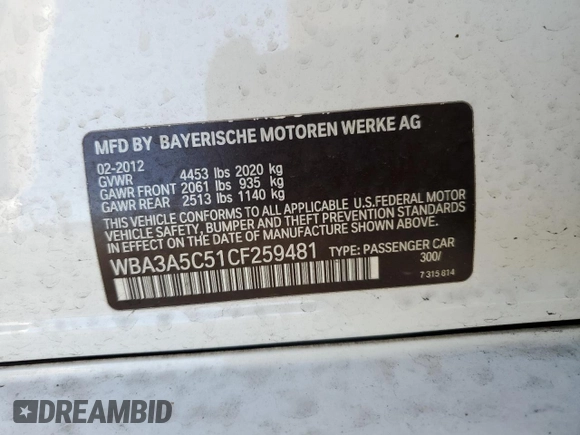 MFD BY BAYERISCHE MOTOREN WERKE AG
02-2012
GVWR 4453 lbs 2020 kg
GAWR FRONT 2061 lbs 935 kg
GAWR REAR 2513 lbs 1140 kg
THIS VEHICLE CONFORMS TO ALL APPLICABLE U.S.FEDERAL MOTOR
VEHICLE SAFETY, BUMPER, AND THEFT PREVENTION STANDARDS
IN EFFECT ON THE DATE OF MANUFACTURE SHOWN ABOVE.
WBA3A5C51CF259481 TYPE: PASSENGER CAR
300/
7 315 614
DREAMBID